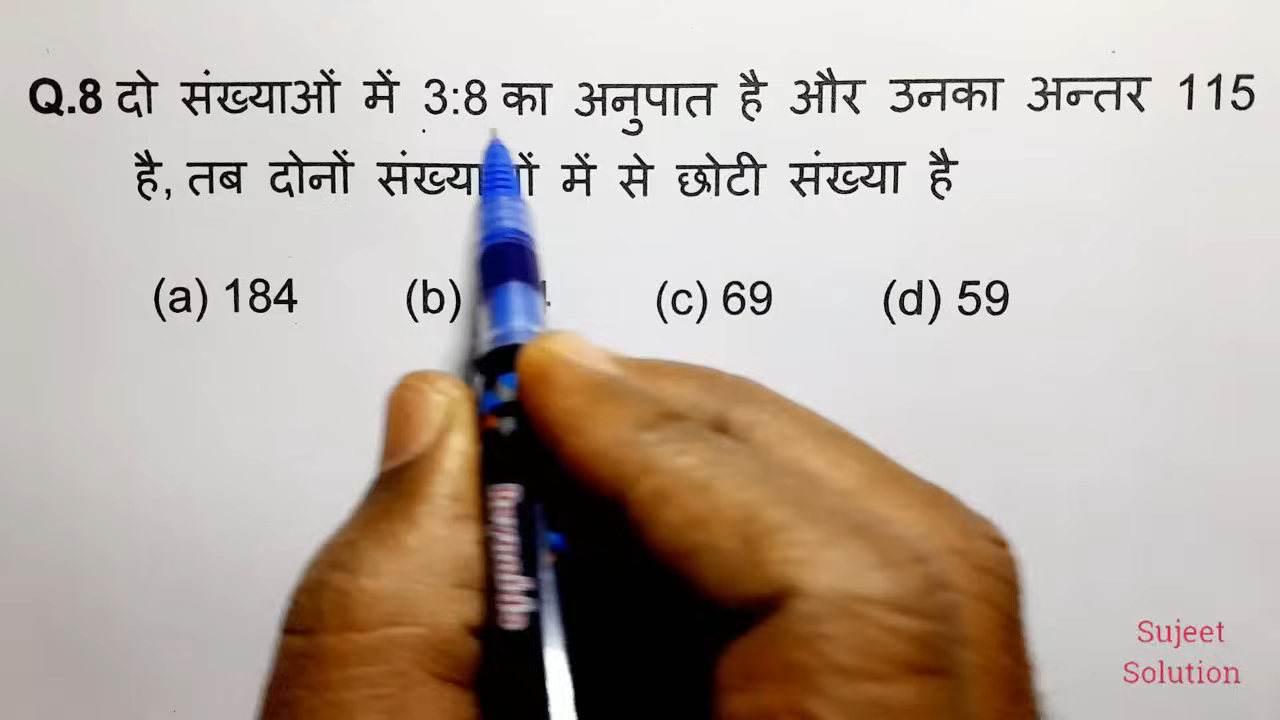 Q.8 दो संख्याओं में 3:8 का अनुपात है और उनका अन्तर 115
है, तब दोनों में से छोटी संख्या है
(a) 184 (b) (c) 69 (d) 59
Sujeet
Solution